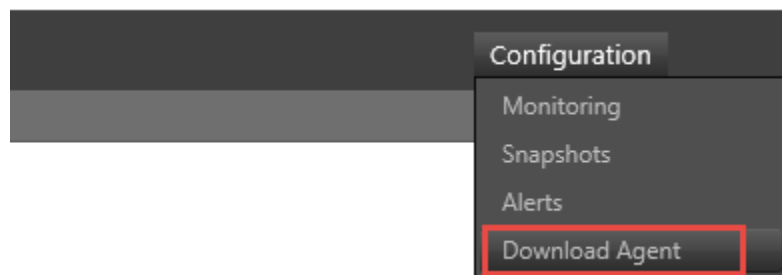 Configuration
Monitoring
Snapshots
Alerts
Download Agent